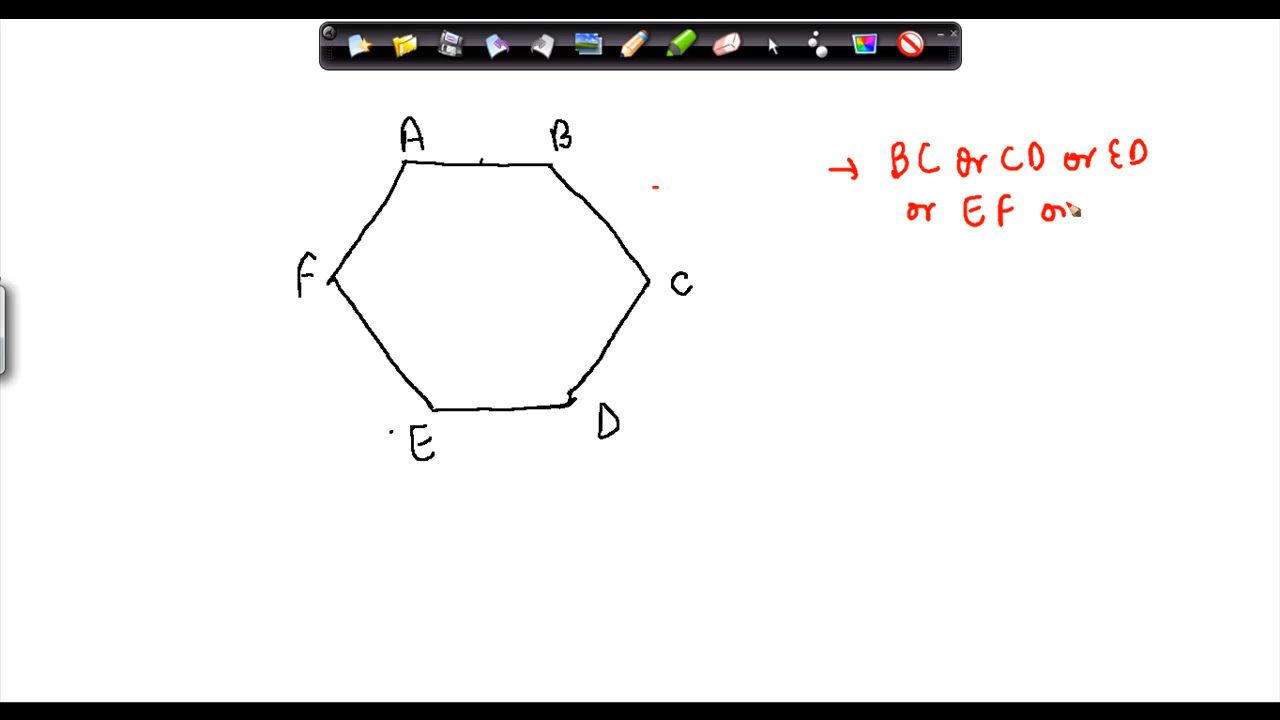 A B
F C
E D
→ BC or CD or ED
or EF or